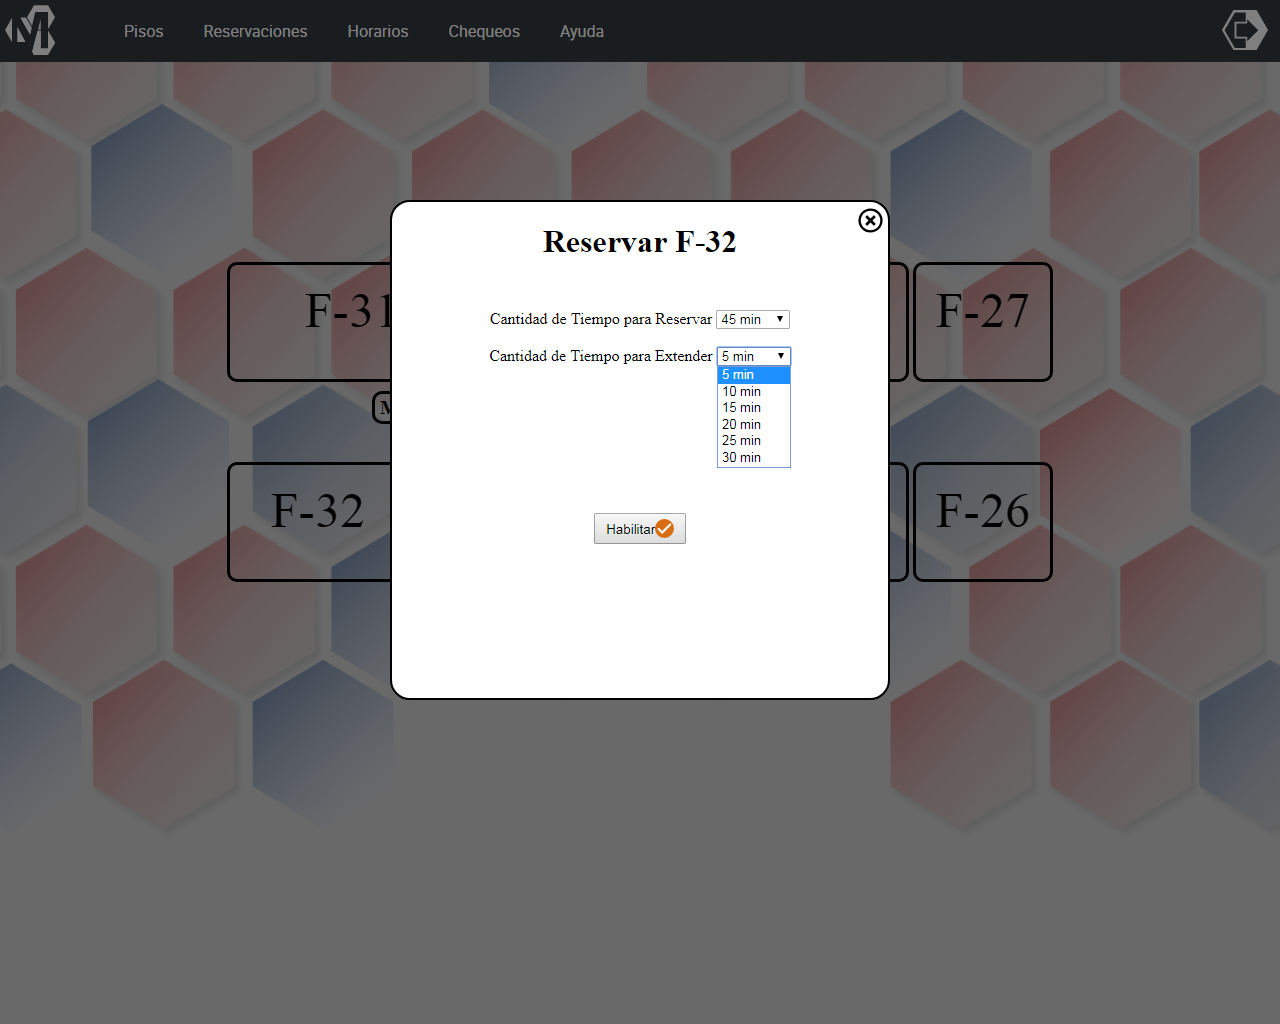 Pisos Reservaciones Horarios Chequeos Ayuda
Reservar F-32
F-31
F-27
Cantidad de Tiempo para Reservar 45 min
Cantidad de Tiempo para Extender 5 min
5 min
10 min
15 min
20 min
25 min
30 min
F-32
F-26
Habilitar